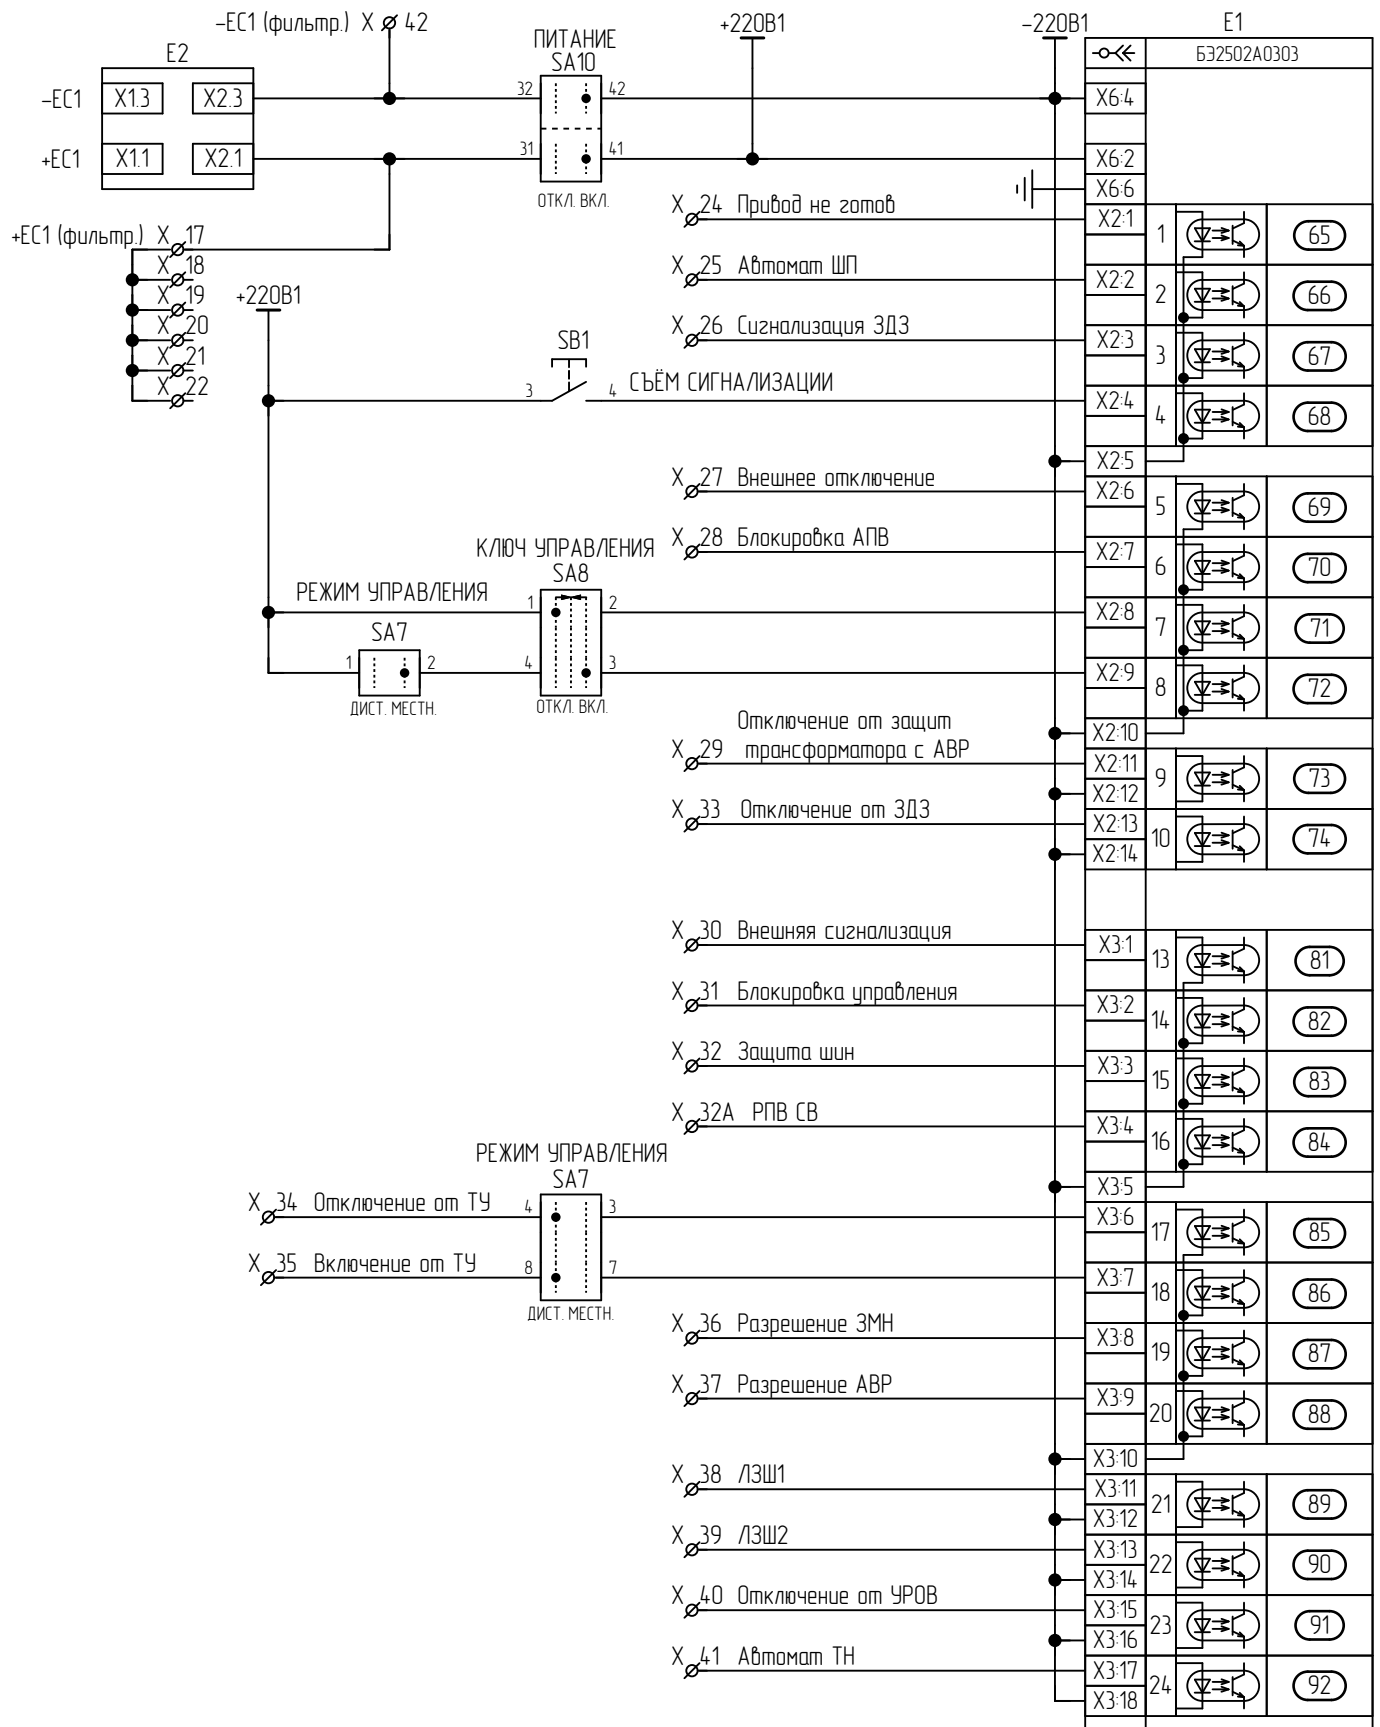 -ЕС1 (фильтр.) X 42
+220В1
-220В1
E1
E2
ПИТАНИЕ
SA10
БЭ2502А0303
-ЕС1 X1.3 X2.3
32 42
X6:4
+ЕС1 X1.1 X2.1
31 41
X6:2
ОТКЛ. ВКЛ.
X6:6
X 24 Привод не готов X2:1 1 65
+ЕС1 (фильтр.) X 17
X 18
X 19
X 20
X 21
X 22
X 25 Автомат ШП X2:2 2 66
+220В1
X 26 Сигнализация ЗДЗ X2:3 3 67
SB1
3 4 СЪЁМ СИГНАЛИЗАЦИИ X2:4 4 68
X2:5
X 27 Внешнее отключение X2:6 5 69
X 28 Блокировка АПВ X2:7 6 70
КЛЮЧ УПРАВЛЕНИЯ
SA8
РЕЖИМ УПРАВЛЕНИЯ
1 2 X2:8 7 71
SA7
1 2 4 3 X2:9 8 72
ДИСТ. МЕСТН.
ОТКЛ. ВКЛ.
X2:10
Отключение от защит
X 29 трансформатора с АВР X2:11 9 73
X2:12
X 33 Отключение от ЗДЗ X2:13 10 74
X2:14
X 30 Внешняя сигнализация X3:1 13 81
X 31 Блокировка управления X3:2 14 82
X 32 Защита шин X3:3 15 83
X 32А РПВ СВ X3:4 16 84
РЕЖИМ УПРАВЛЕНИЯ
SA7
X3:5
X 34 Отключение от ТУ 4 3 X3:6 17 85
X 35 Включение от ТУ 8 7 X3:7 18 86
ДИСТ. МЕСТН.
X 36 Разрешение ЗМН X3:8 19 87
X 37 Разрешение АВР X3:9 20 88
X3:10
X 38 ЛЗШ1 X3:11 21 89
X3:12
X 39 ЛЗШ2 X3:13 22 90
X3:14
X 40 Отключение от УРОВ X3:15 23 91
X3:16
X 41 Автомат ТН X3:17 24 92
X3:18